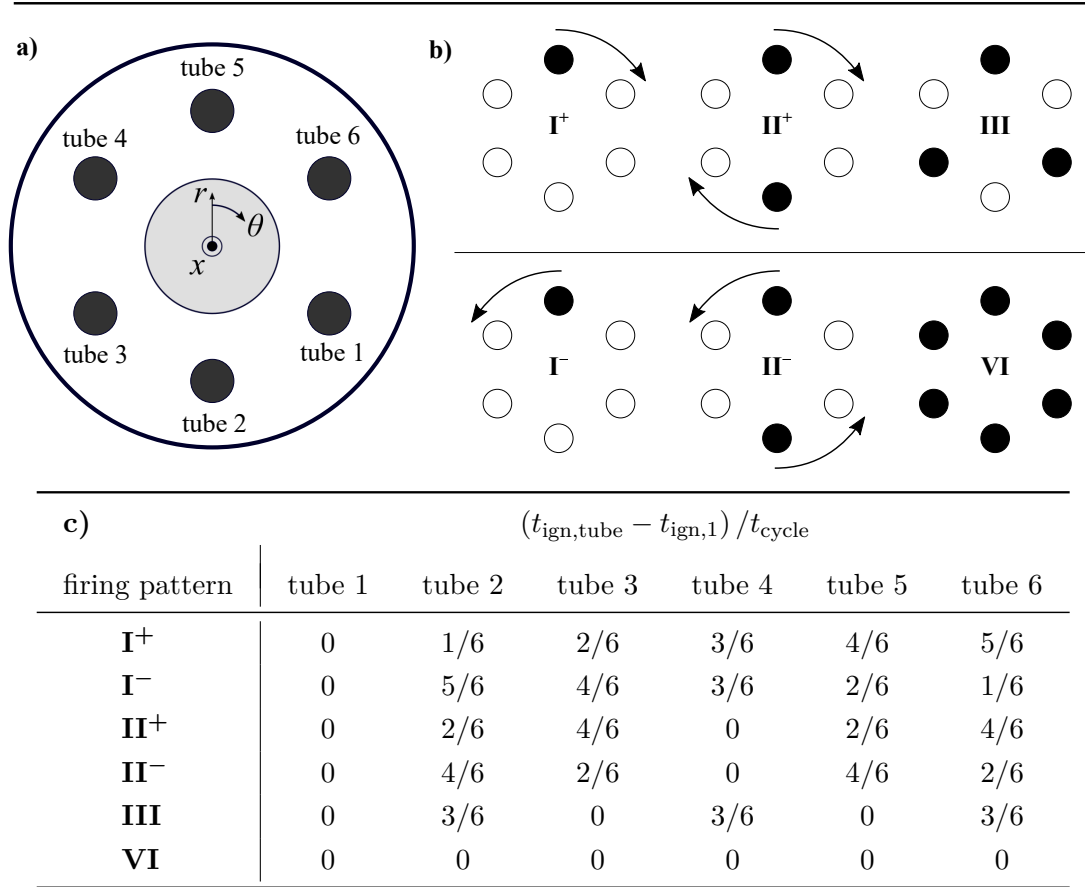 a)
tube 5
tube 4
tube 6
r
θ
x
tube 3
tube 1
tube 2
b)
I+ II+ III
I− II− VI
c) (t_ign,tube − t_ign,1) /t_cycle
firing pattern tube 1 tube 2 tube 3 tube 4 tube 5 tube 6
I+ 0 1/6 2/6 3/6 4/6 5/6
I− 0 5/6 4/6 3/6 2/6 1/6
II+ 0 2/6 4/6 0 2/6 4/6
II− 0 4/6 2/6 0 4/6 2/6
III 0 3/6 0 3/6 0 3/6
VI 0 0 0 0 0 0